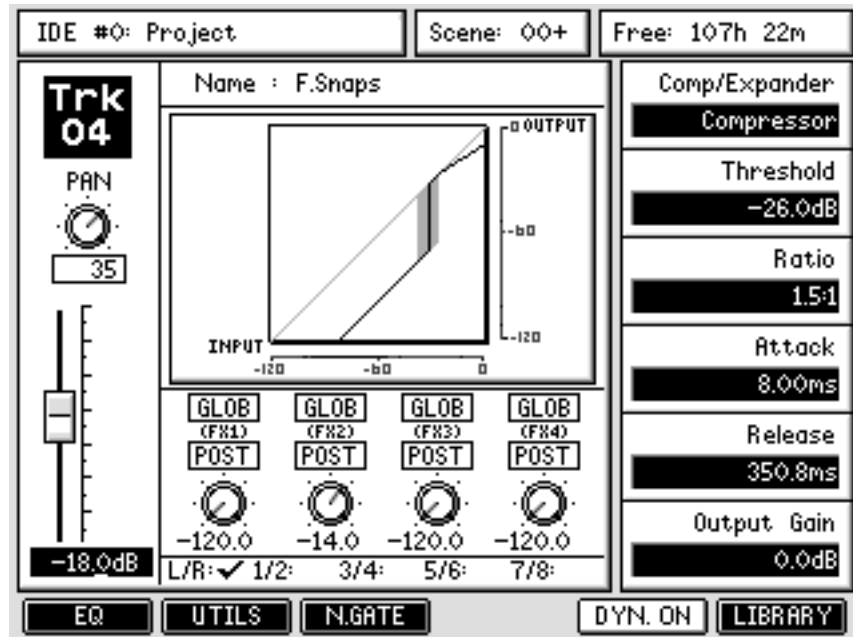 IDE #0: Project
Scene: 00+
Free: 107h 22m
Trk
04
PAN
35
-18.0dB
Name : F.Snaps
0 OUTPUT
-60
-120
INPUT
-120 -60 0
GLOB GLOB GLOB GLOB
(FX1) (FX2) (FX3) (FX4)
POST POST POST POST
-120.0 -14.0 -120.0 -120.0
L/R:✓ 1/2: 3/4: 5/6: 7/8:
Comp/Expander
Compressor
Threshold
-26.0dB
Ratio
1.5:1
Attack
8.00ms
Release
350.8ms
Output Gain
0.0dB
EQ UTILS N.GATE DYN. ON LIBRARY